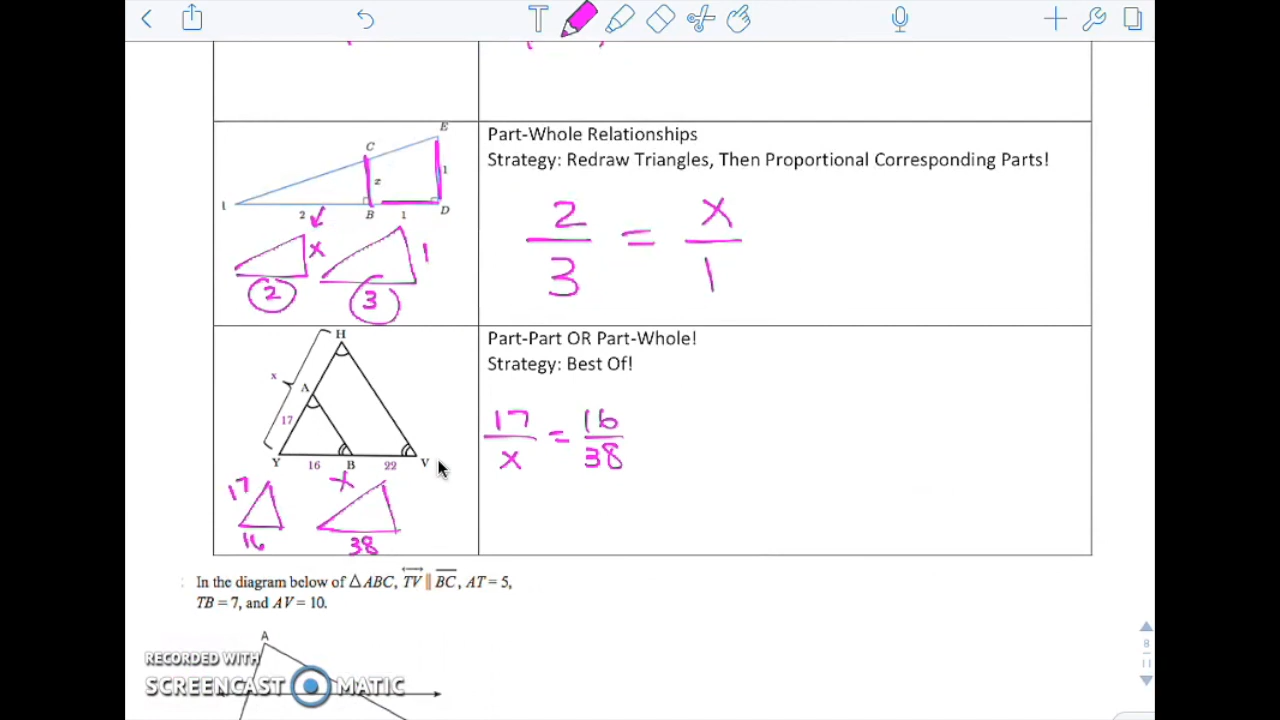 T
E
C
x
1
2
B
1
D
x
1
2
3
Part-Whole Relationships
Strategy: Redraw Triangles, Then Proportional Corresponding Parts!
2/3 = x/1
H
x
A
17
Y
16
B
22
V
17
x
16
38
Part-Part OR Part-Whole!
Strategy: Best Of!
17/x = 16/38
In the diagram below of △ABC, TV ∥ BC, AT = 5,
TB = 7, and AV = 10.
A
RECORDED WITH
SCREENCAST MATIC
8
11